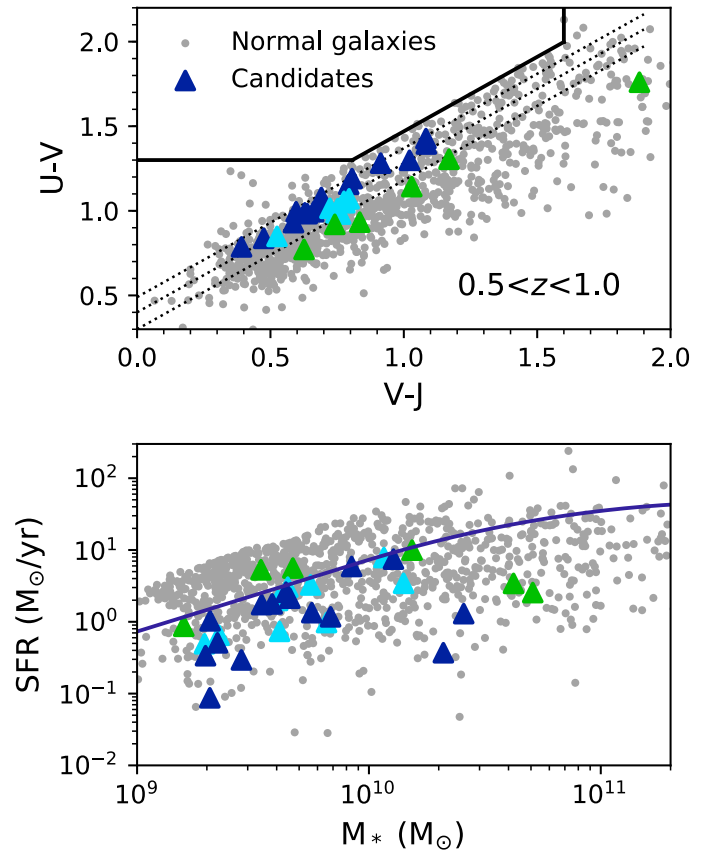 Normal galaxies
Candidates
0.5<z<1.0
U-V
2.0
1.5
1.0
0.5
0.0 0.5 1.0 1.5 2.0
V-J
SFR (M⊙/yr)
10²
10¹
10⁰
10⁻¹
10⁻²
10⁹ 10¹⁰ 10¹¹
M* (M⊙)